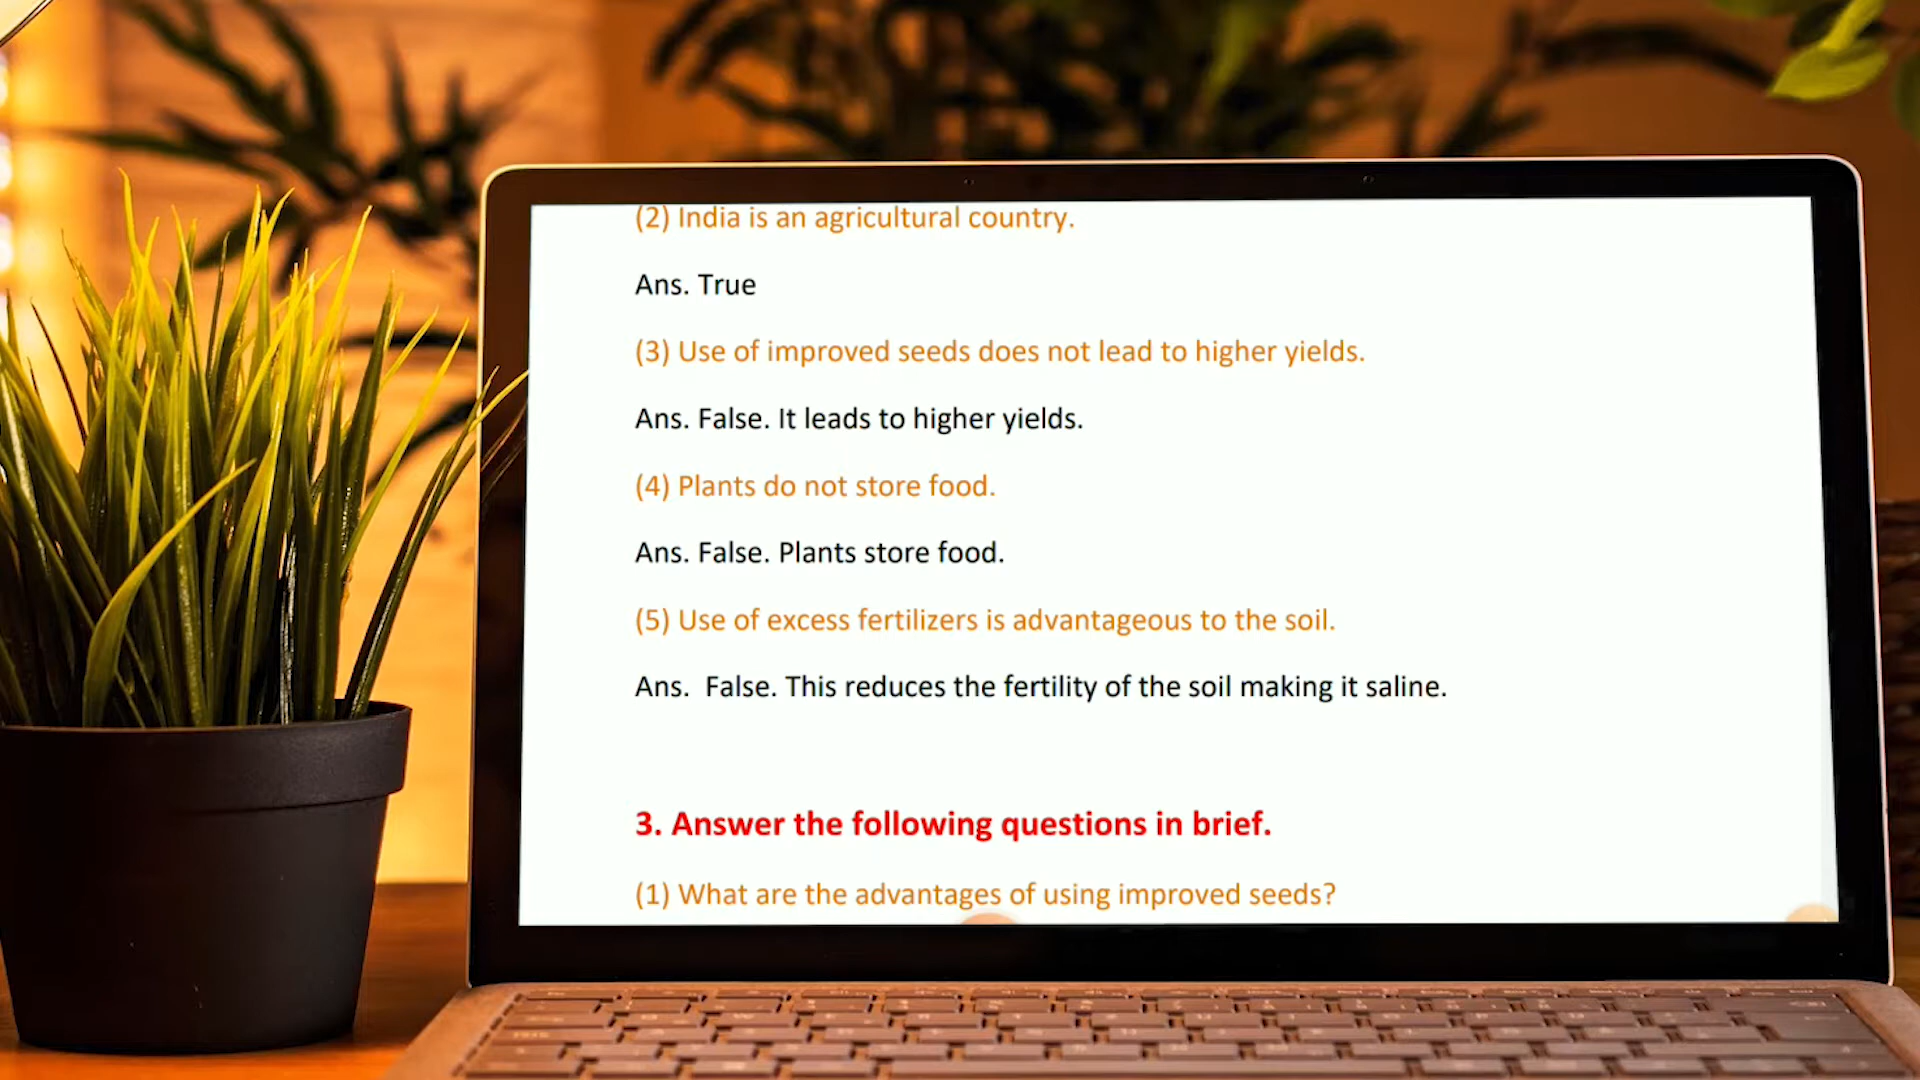 (2) India is an agricultural country.
Ans. True
(3) Use of improved seeds does not lead to higher yields.
Ans. False. It leads to higher yields.
(4) Plants do not store food.
Ans. False. Plants store food.
(5) Use of excess fertilizers is advantageous to the soil.
Ans.  False. This reduces the fertility of the soil making it saline.
3. Answer the following questions in brief.
(1) What are the advantages of using improved seeds?